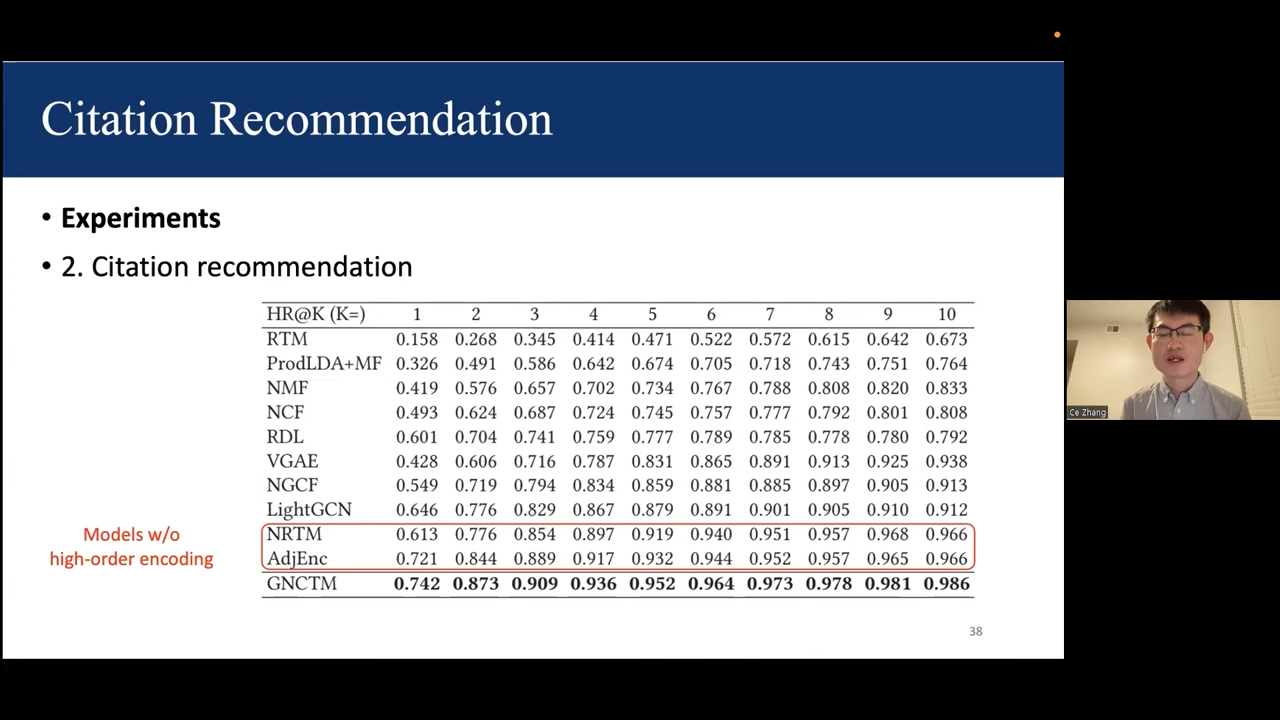 Citation Recommendation
• Experiments
• 2. Citation recommendation
HR@K (K=) 1 2 3 4 5 6 7 8 9 10
RTM 0.158 0.268 0.345 0.414 0.471 0.522 0.572 0.615 0.642 0.673
ProdLDA+MF 0.326 0.491 0.586 0.642 0.674 0.705 0.718 0.743 0.751 0.764
NMF 0.419 0.576 0.657 0.702 0.734 0.767 0.788 0.808 0.820 0.833
NCF 0.493 0.624 0.687 0.724 0.745 0.757 0.777 0.792 0.801 0.808
RDL 0.601 0.704 0.741 0.759 0.777 0.789 0.785 0.778 0.780 0.792
VGAE 0.428 0.606 0.716 0.787 0.831 0.865 0.891 0.913 0.925 0.938
NGCF 0.549 0.719 0.794 0.834 0.859 0.881 0.885 0.897 0.905 0.913
LightGCN 0.646 0.776 0.829 0.867 0.879 0.891 0.901 0.905 0.910 0.912
NRTM 0.613 0.776 0.854 0.897 0.919 0.940 0.951 0.957 0.968 0.966
AdjEnc 0.721 0.844 0.889 0.917 0.932 0.944 0.952 0.957 0.965 0.966
GNCTM 0.742 0.873 0.909 0.936 0.952 0.964 0.973 0.978 0.981 0.986
Models w/o
high-order encoding
38
Ce Zhang